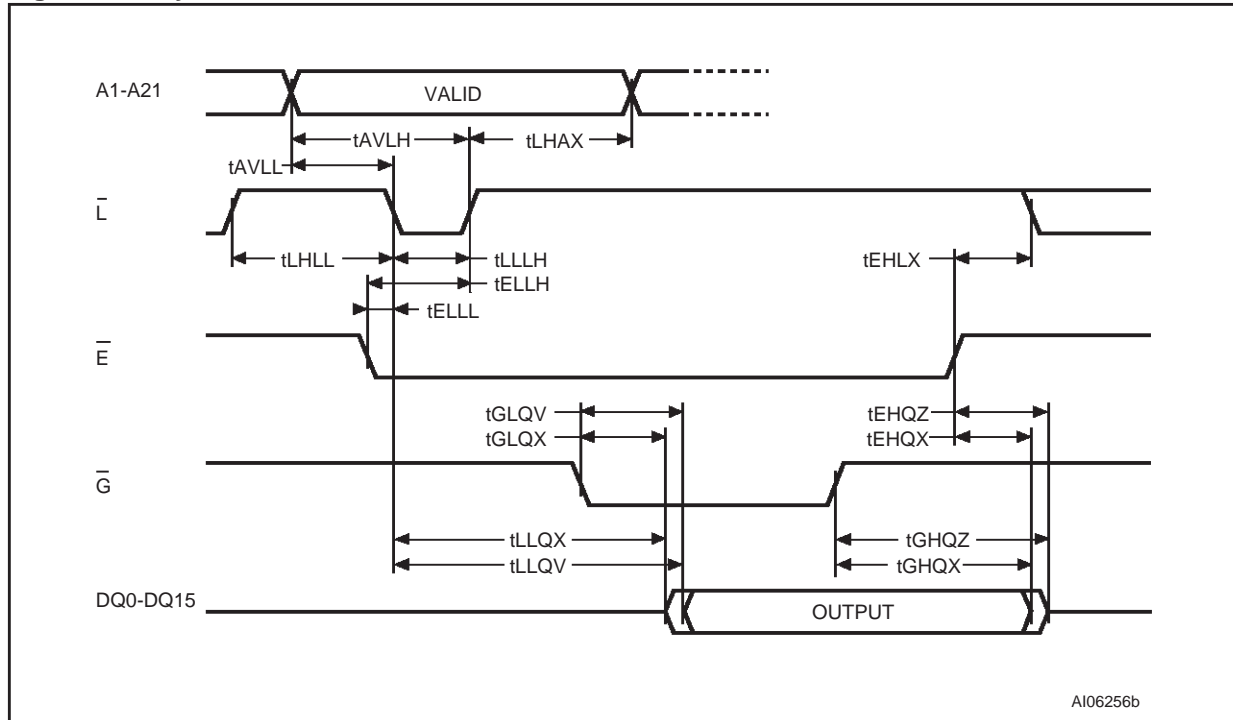 A1-A21
VALID
tAVLH
tLHAX
tAVLL
L
tLHLL
tLLLH
tEHLX
tELLH
tELLL
E
tGLQV
tEHQZ
tGLQX
tEHQX
G
tLLQX
tGHQZ
tLLQV
tGHQX
DQ0-DQ15
OUTPUT
AI06256b